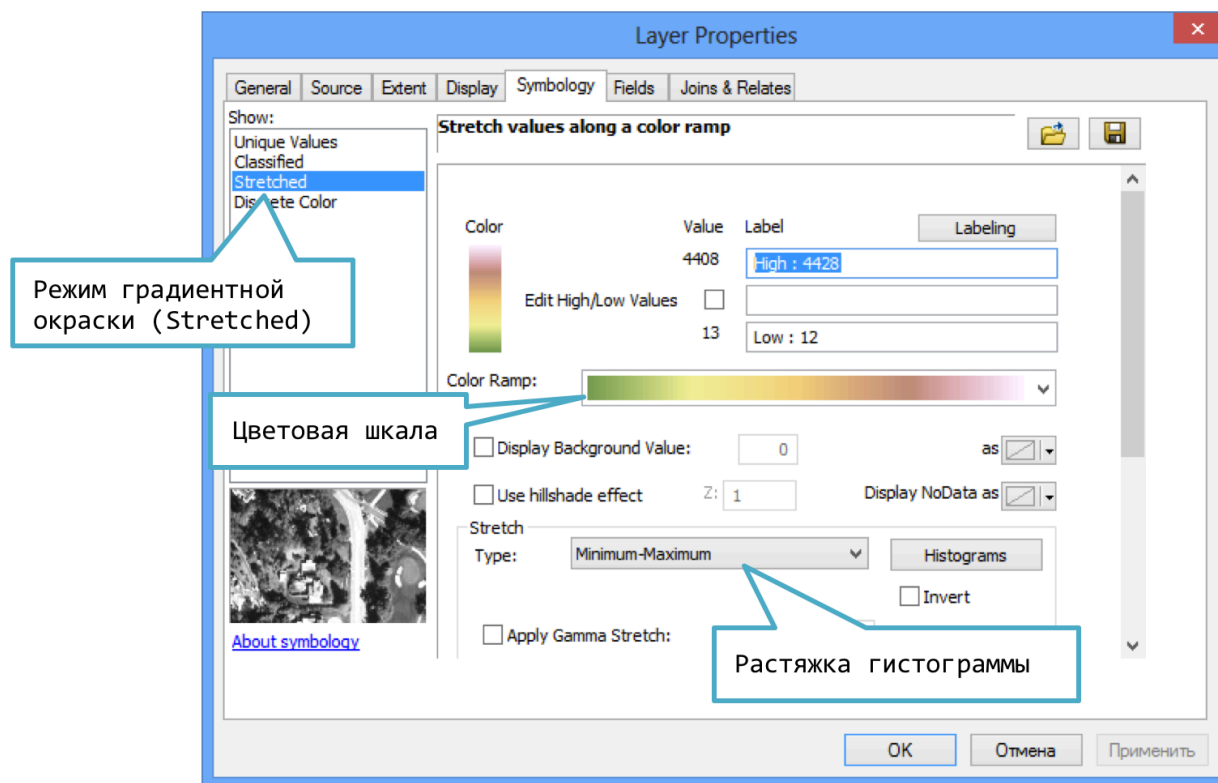 Layer Properties
General Source Extent Display Symbology Fields Joins & Relates
Show:
Unique Values
Classified
Stretched
Discrete Color
Режим градиентной
окраски (Stretched)
Stretch values along a color ramp
Color Value Label Labeling
4408 High : 4428
Edit High/Low Values
13 Low : 12
Color Ramp:
Цветовая шкала
Display Background Value: 0 as
Use hillshade effect Z: 1 Display NoData as
Stretch
Type: Minimum-Maximum Histograms
Invert
Apply Gamma Stretch:
Растяжка гистограммы
About symbology
OK Отмена Применить